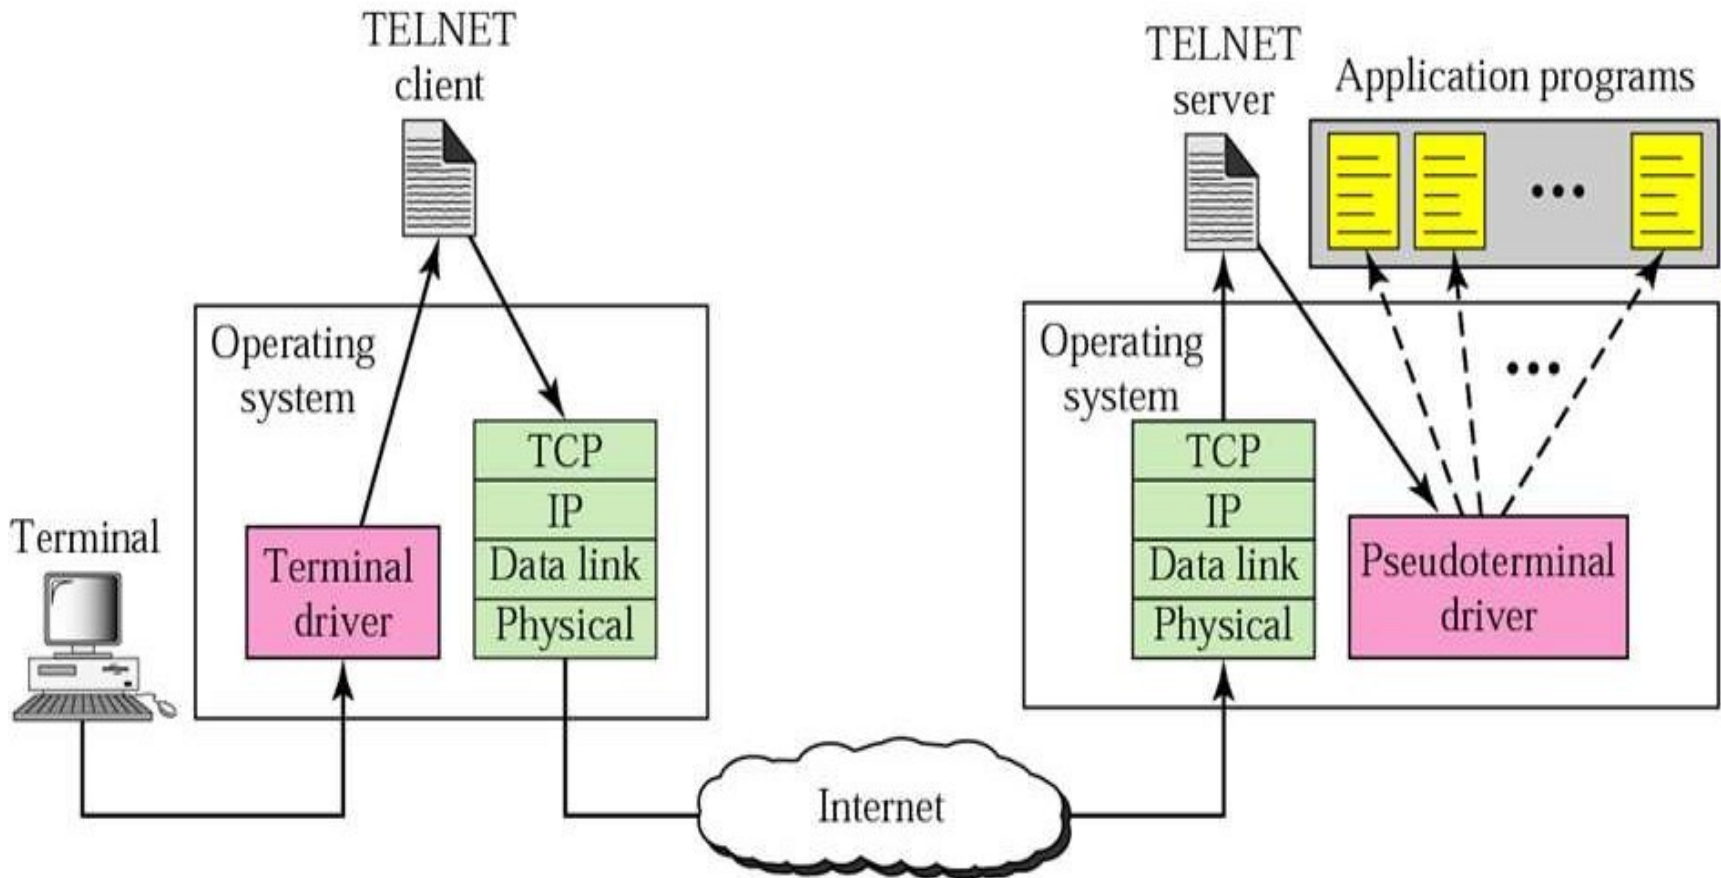 TELNET
client
TELNET
server
Application programs
Operating
system
TCP
IP
Data link
Physical
Terminal
driver
Terminal
Operating
system
TCP
IP
Data link
Physical
Pseudoterminal
driver
Internet